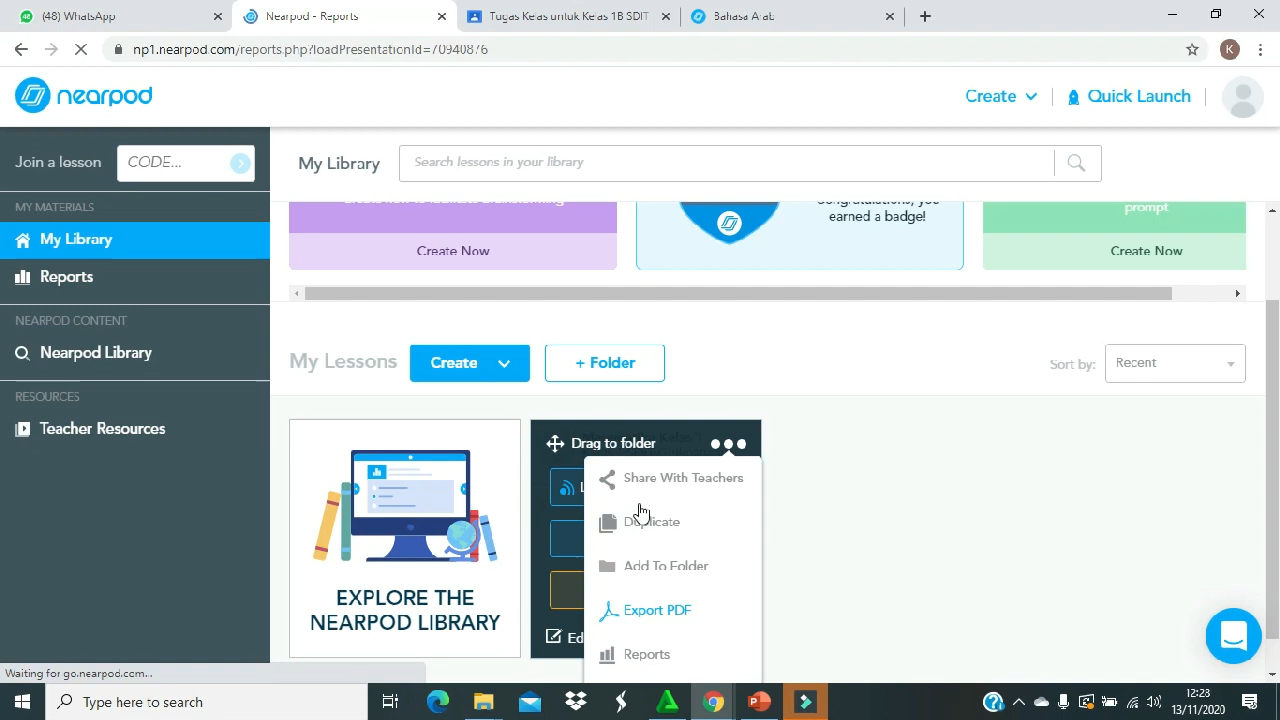 (48) WhatsApp
Nearpod - Reports
Tugas Kelas untuk Kelas 1B SDIT
Bahasa Arab
np1.nearpod.com/reports.php?loadPresentationId=70940876
K
nearpod
Create
Quick Launch
Join a lesson
CODE...
My Library
Search lessons in your library
MY MATERIALS
My Library
Reports
NEARPOD CONTENT
Nearpod Library
RESOURCES
Teacher Resources
Create Now
Congratulations, you
earned a badge!
prompt
Create Now
My Lessons
Create
+ Folder
Sort by:
Recent
EXPLORE THE
NEARPOD LIBRARY
Drag to folder
Share With Teachers
Duplicate
Add To Folder
Export PDF
Reports
Ed
Waiting for go.nearpod.com...
Type here to search
12:23
13/11/2020